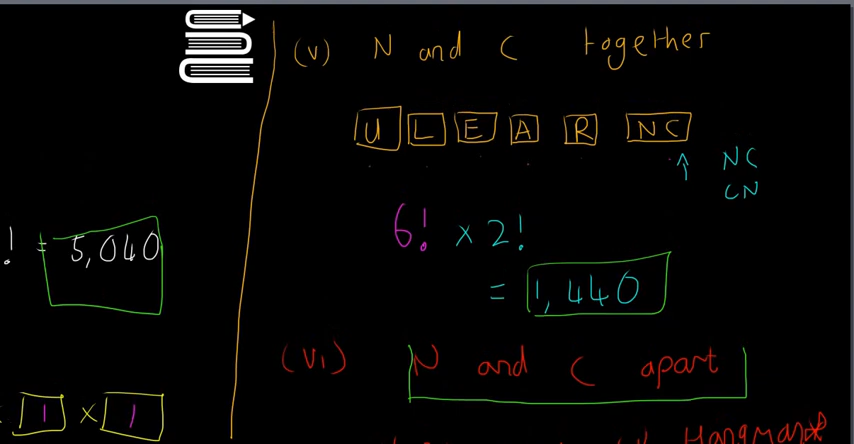 (v) N and C together
U L E A R NC
NC
CN
6! × 2!
= 1,440
! = 5,040
(vi) N and C apart
1 × 1